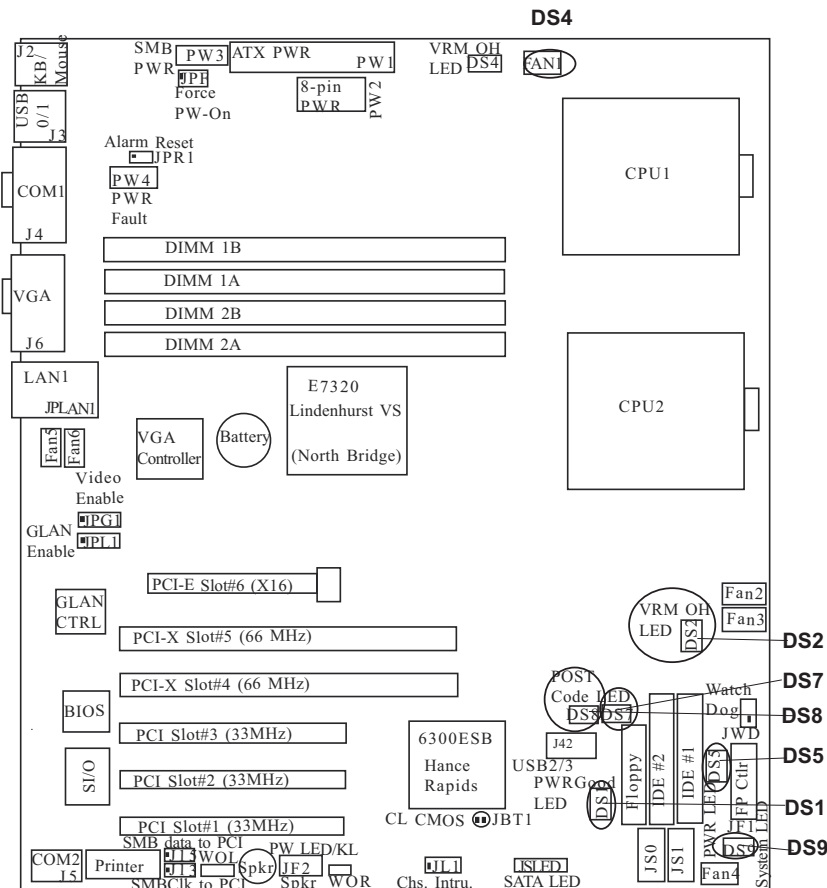 DS4
J2
KB/
Mouse
SMB
PWR
PW3
ATX PWR
PW1
VRM OH
LED
DS4
FAN1
JPF
Force
PW-On
8-pin
PWR
PW2
USB
0/1
J3
Alarm Reset
JPR1
PW4
PWR
Fault
COM1
J4
CPU1
DIMM 1B
DIMM 1A
DIMM 2B
DIMM 2A
VGA
J6
LAN1
JPLAN1
E7320
Lindenhurst VS
(North Bridge)
CPU2
Fan5
Fan6
VGA
Controller
Battery
Video
Enable
JPG1
GLAN
Enable
JPL1
PCI-E Slot#6 (X16)
GLAN
CTRL
PCI-X Slot#5 (66 MHz)
VRM OH
LED
DS2
Fan2
Fan3
DS2
PCI-X Slot#4 (66 MHz)
POST
Code LED
DS8
DS7
Watch
Dog
JWD
DS7
DS8
BIOS
PCI Slot#3 (33MHz)
6300ESB
Hance
Rapids
J42
USB2/3
PWRGood
LED
DS1
Floppy
IDE #2
IDE #1
DS5
PWR LED
FP Ctlr
DS5
SI/O
PCI Slot#2 (33MHz)
DS1
PCI Slot#1 (33MHz)
CL CMOS
JBT1
JF1
DS9
DS9
System LED
SMB data to PCI
COM2
J5
Printer
J15
J13
WOL
SMBClk to PCI
Spkr
PW LED/KL
JF2
Spkr
WOR
JL1
Chs. Intru.
JSLED
SATA LED
JS0
JS1
Fan4